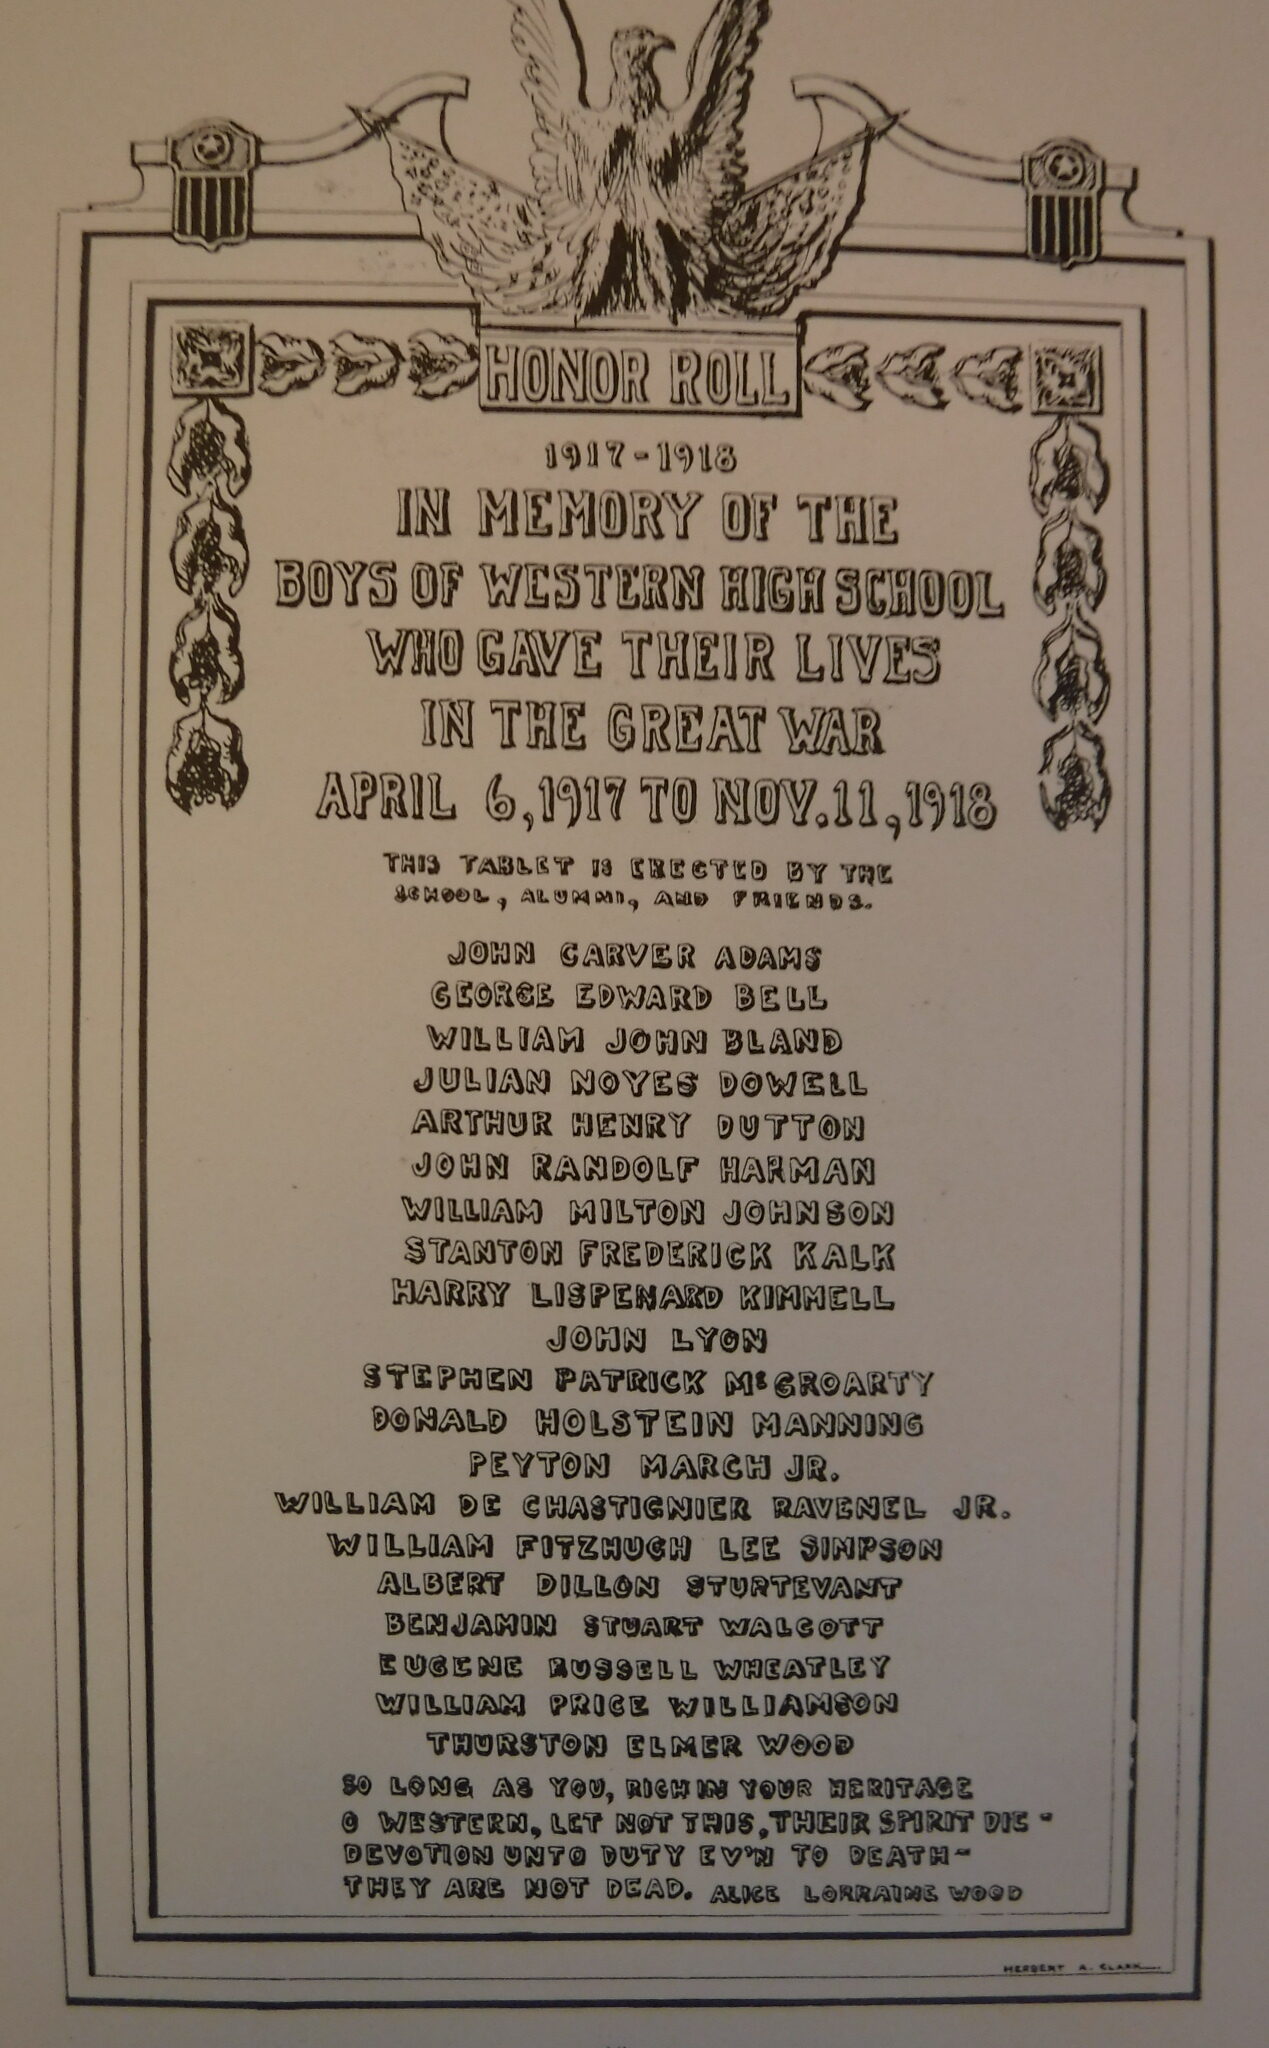 HONOR ROLL
1917-1918
IN MEMORY OF THE
BOYS OF WESTERN HIGH SCHOOL
WHO GAVE THEIR LIVES
IN THE GREAT WAR
APRIL 6, 1917 TO NOV. 11, 1918
THIS TABLET IS ERECTED BY THE
SCHOOL, ALUMNI, AND FRIENDS.
JOHN CARVER ADAMS
GEORGE EDWARD BELL
WILLIAM JOHN BLAND
JULIAN NOYES DOWELL
ARTHUR HENRY DUTTON
JOHN RANDOLF HARMAN
WILLIAM MILTON JOHNSON
STANTON FREDERICK KALK
HARRY LISPENARD KIMMELL
JOHN LYON
STEPHEN PATRICK McGROARTY
DONALD HOLSTEIN MANNING
PEYTON MARCH JR.
WILLIAM DE CHASTIGNIER RAVENEL JR.
WILLIAM FITZHUGH LEE SIMPSON
ALBERT DILLON STURTEVANT
BENJAMIN STUART WALCOTT
EUGENE RUSSELL WHEATLEY
WILLIAM PRICE WILLIAMSON
THURSTON ELMER WOOD
SO LONG AS YOU, RICH IN YOUR HERITAGE
O WESTERN, LET NOT THIS, THEIR SPIRIT DIE -
DEVOTION UNTO DUTY EV'N TO DEATH -
THEY ARE NOT DEAD. ALICE LORRAINE WOOD
HERBERT A. CLARK